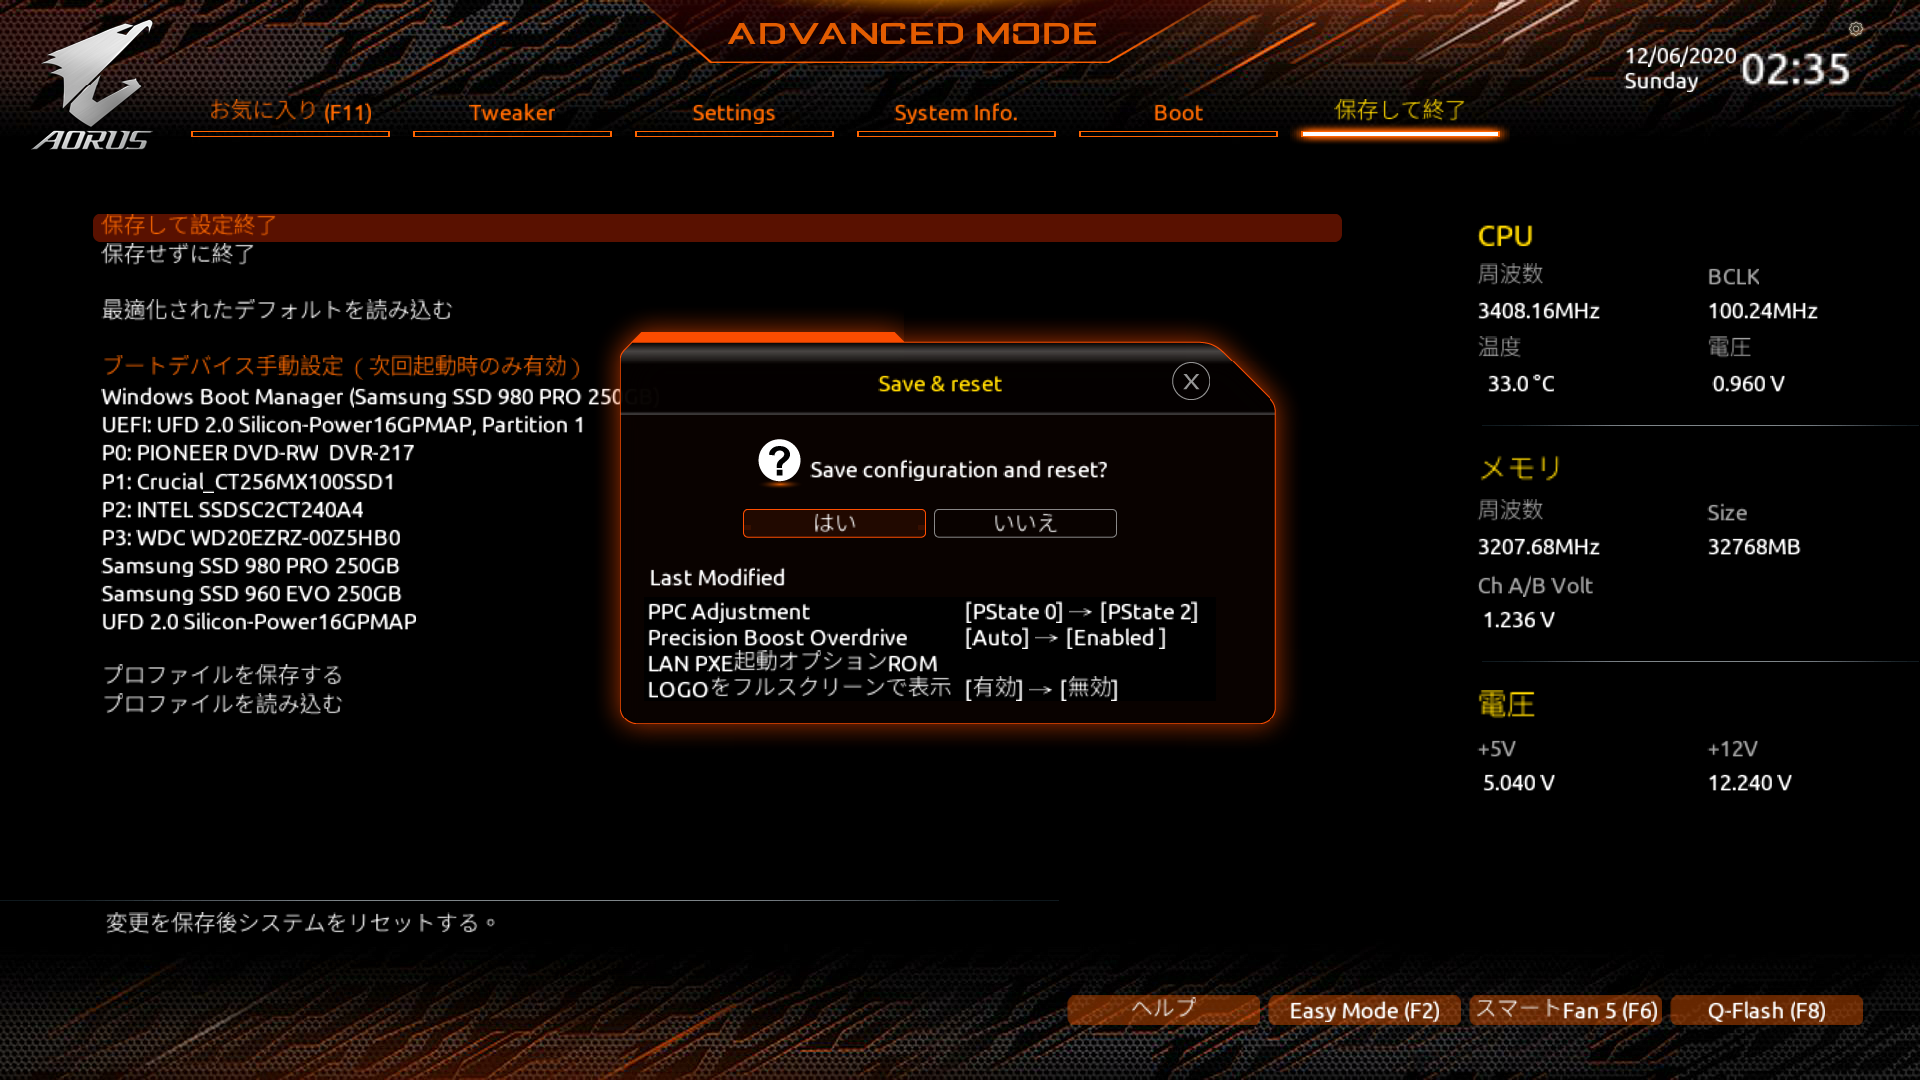 ADVANCED MODE
12/06/2020
Sunday
02:35
AORUS
お気に入り (F11)
Tweaker
Settings
System Info.
Boot
保存して終了
保存して設定終了
保存せずに終了
最適化されたデフォルトを読み込む
ブートデバイス手動設定 ( 次回起動時のみ有効 )
Windows Boot Manager (Samsung SSD 980 PRO 250GB)
UEFI: UFD 2.0 Silicon-Power16GPMAP, Partition 1
P0: PIONEER DVD-RW  DVR-217
P1: Crucial_CT256MX100SSD1
P2: INTEL SSDSC2CT240A4
P3: WDC WD20EZRZ-00Z5HB0
Samsung SSD 980 PRO 250GB
Samsung SSD 960 EVO 250GB
UFD 2.0 Silicon-Power16GPMAP
プロファイルを保存する
プロファイルを読み込む
Save & reset
X
Save configuration and reset?
はい
いいえ
Last Modified
PPC Adjustment [PState 0] → [PState 2]
Precision Boost Overdrive [Auto] → [Enabled ]
LAN PXE起動オプションROM
LOGOをフルスクリーンで表示 [有効] → [無効]
CPU
周波数 BCLK
3408.16MHz 100.24MHz
温度 電圧
33.0 °C 0.960 V
メモリ
周波数 Size
3207.68MHz 32768MB
Ch A/B Volt
1.236 V
電圧
+5V +12V
5.040 V 12.240 V
変更を保存後システムをリセットする。
ヘルプ
Easy Mode (F2)
スマートFan 5 (F6)
Q-Flash (F8)